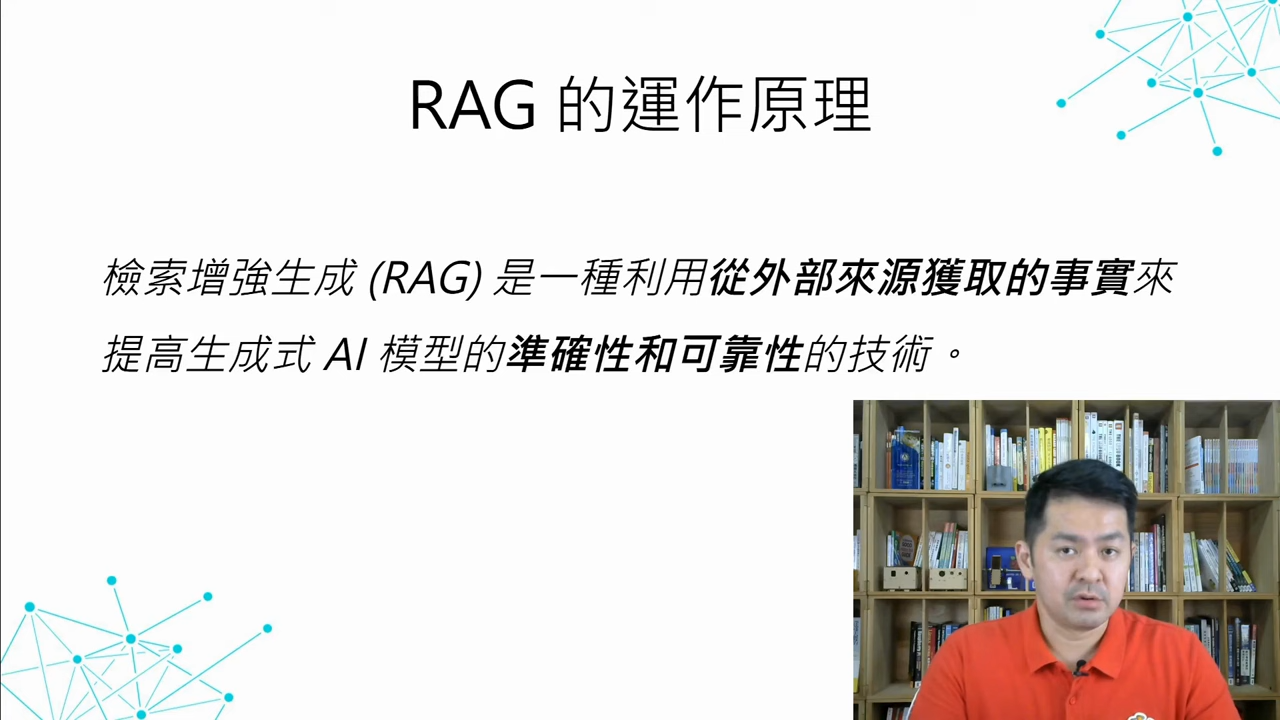 RAG 的運作原理
檢索增強生成 (RAG) 是一種利用從外部來源獲取的事實來
提高生成式 AI 模型的準確性和可靠性的技術。